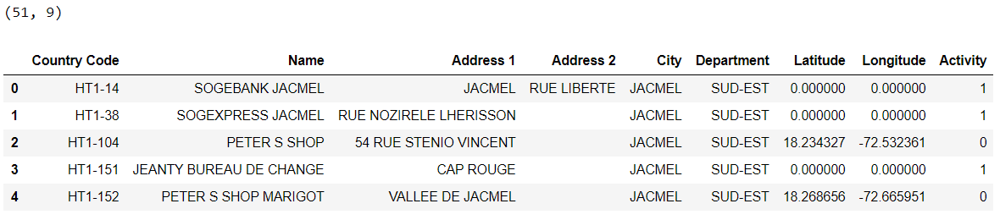 (51, 9)
Country Code Name Address 1 Address 2 City Department Latitude Longitude Activity
0 HT1-14 SOGEBANK JACMEL JACMEL RUE LIBERTE JACMEL SUD-EST 0.000000 0.000000 1
1 HT1-38 SOGEXPRESS JACMEL RUE NOZIRELE LHERISSON JACMEL SUD-EST 0.000000 0.000000 1
2 HT1-104 PETER S SHOP 54 RUE STENIO VINCENT JACMEL SUD-EST 18.234327 -72.532361 0
3 HT1-151 JEANTY BUREAU DE CHANGE CAP ROUGE JACMEL SUD-EST 0.000000 0.000000 1
4 HT1-152 PETER S SHOP MARIGOT VALLEE DE JACMEL JACMEL SUD-EST 18.268656 -72.665951 0